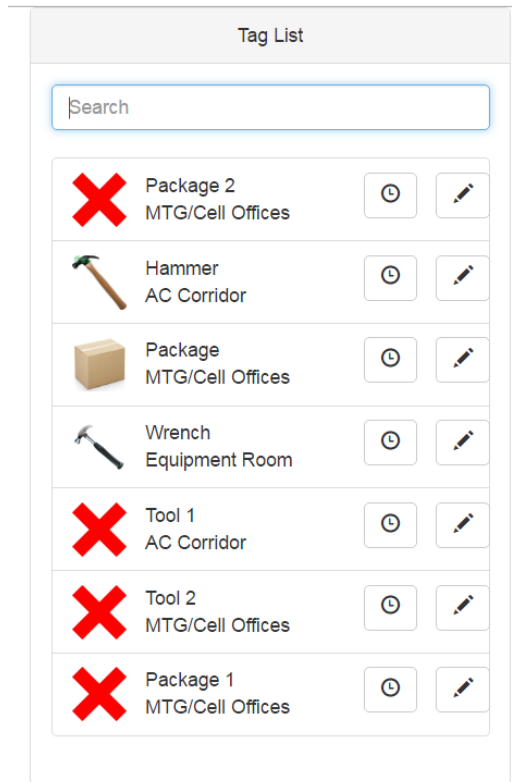 Tag List
Search
Package 2
MTG/Cell Offices
Hammer
AC Corridor
Package
MTG/Cell Offices
Wrench
Equipment Room
Tool 1
AC Corridor
Tool 2
MTG/Cell Offices
Package 1
MTG/Cell Offices